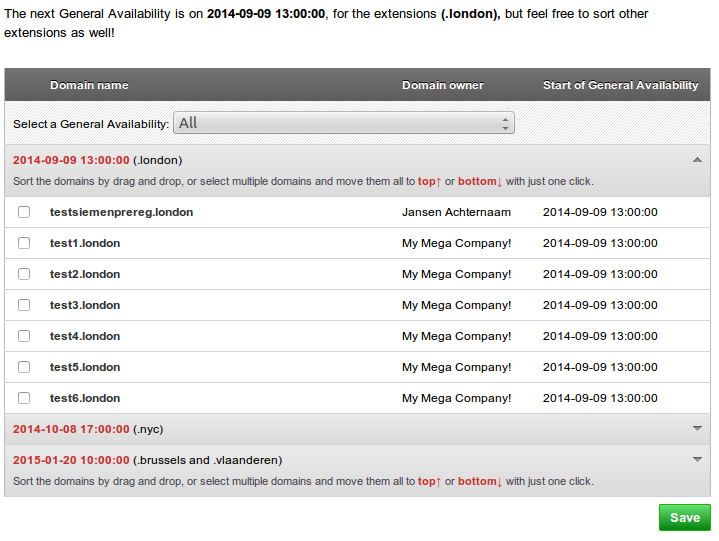 The next General Availability is on 2014-09-09 13:00:00, for the extensions (.london), but feel free to sort other
extensions as well!
Domain name Domain owner Start of General Availability
Select a General Availability: All
2014-09-09 13:00:00 (.london)
Sort the domains by drag and drop, or select multiple domains and move them all to top↑ or bottom↓ with just one click.
testsiemenprereg.london Jansen Achternaam 2014-09-09 13:00:00
test1.london My Mega Company! 2014-09-09 13:00:00
test2.london My Mega Company! 2014-09-09 13:00:00
test3.london My Mega Company! 2014-09-09 13:00:00
test4.london My Mega Company! 2014-09-09 13:00:00
test5.london My Mega Company! 2014-09-09 13:00:00
test6.london My Mega Company! 2014-09-09 13:00:00
2014-10-08 17:00:00 (.nyc)
2015-01-20 10:00:00 (.brussels and .vlaanderen)
Sort the domains by drag and drop, or select multiple domains and move them all to top↑ or bottom↓ with just one click.
Save